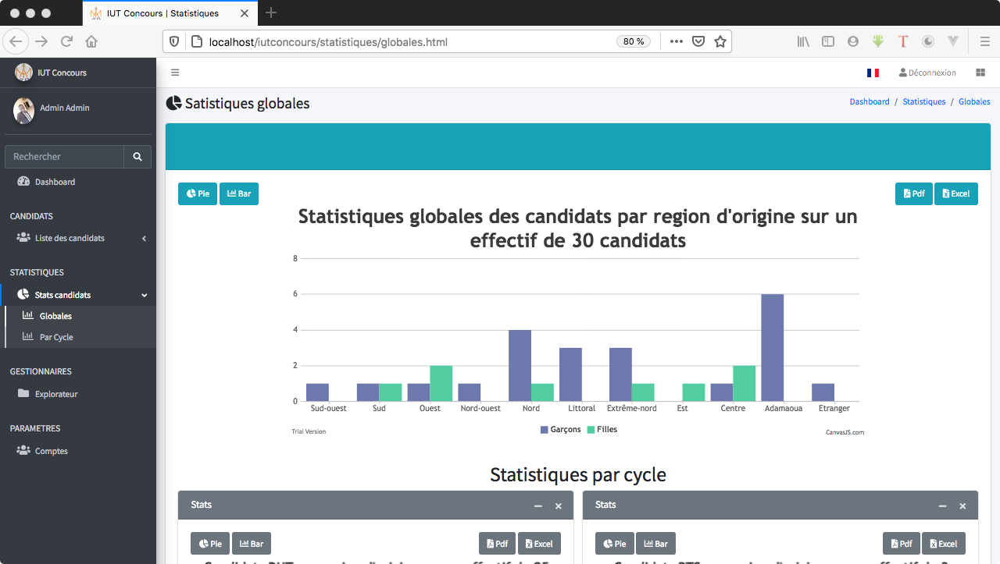 IUT Concours | Statistiques
localhost/iutconcours/statistiques/globales.html
80 %
IUT Concours
Déconnexion
Admin Admin
Satistiques globales
Dashboard / Statistiques / Globales
Rechercher
Dashboard
CANDIDATS
Liste des candidats
STATISTIQUES
Stats candidats
Globales
Par Cycle
GESTIONNAIRES
Explorateur
PARAMETRES
Comptes
Pie
Bar
Pdf
Excel
Statistiques globales des candidats par region d'origine sur un
effectif de 30 candidats
8
6
4
2
0
Sud-ouest
Sud
Ouest
Nord-ouest
Nord
Littoral
Extrême-nord
Est
Centre
Adamaoua
Etranger
Trial Version
Garçons
Filles
CanvasJS.com
Statistiques par cycle
Stats
Pie
Bar
Pdf
Excel
Stats
Pie
Bar
Pdf
Excel